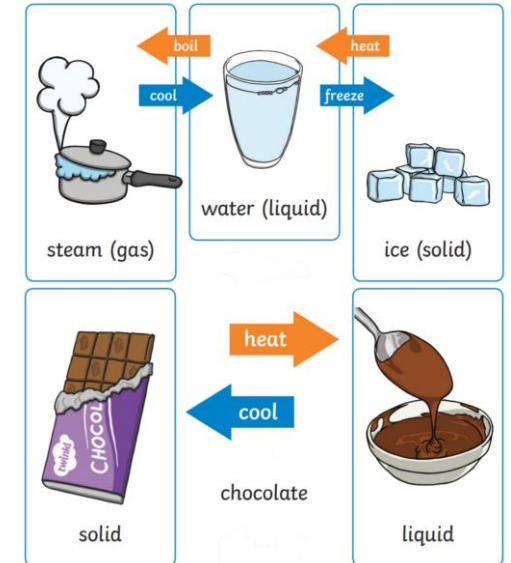 boil
heat
cool
freeze
water (liquid)
steam (gas)
ice (solid)
heat
cool
twinkl
CHOCOL
chocolate
solid
liquid